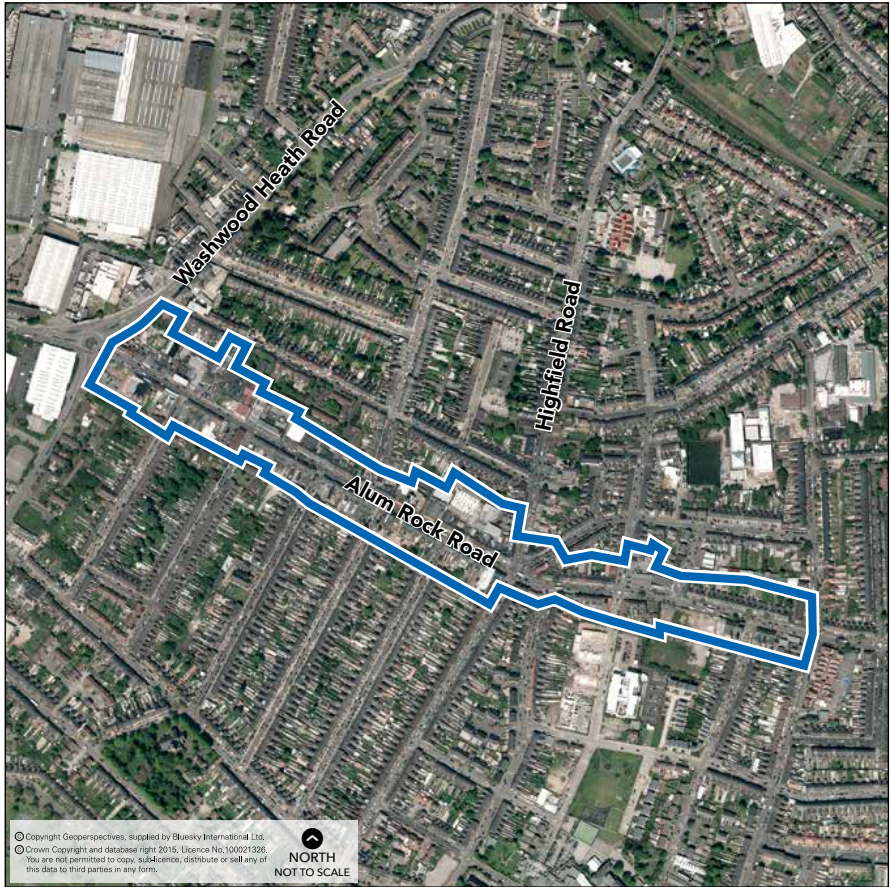 Washwood Heath Road
Highfield Road
Alum Rock Road
© Copyright Geoperspectives, supplied by Bluesky International Ltd.
© Crown Copyright and database right 2015, Licence No,100021326.
You are not permitted to copy, sub-licence, distribute or sell any of
this data to third parties in any form.
NORTH
NOT TO SCALE